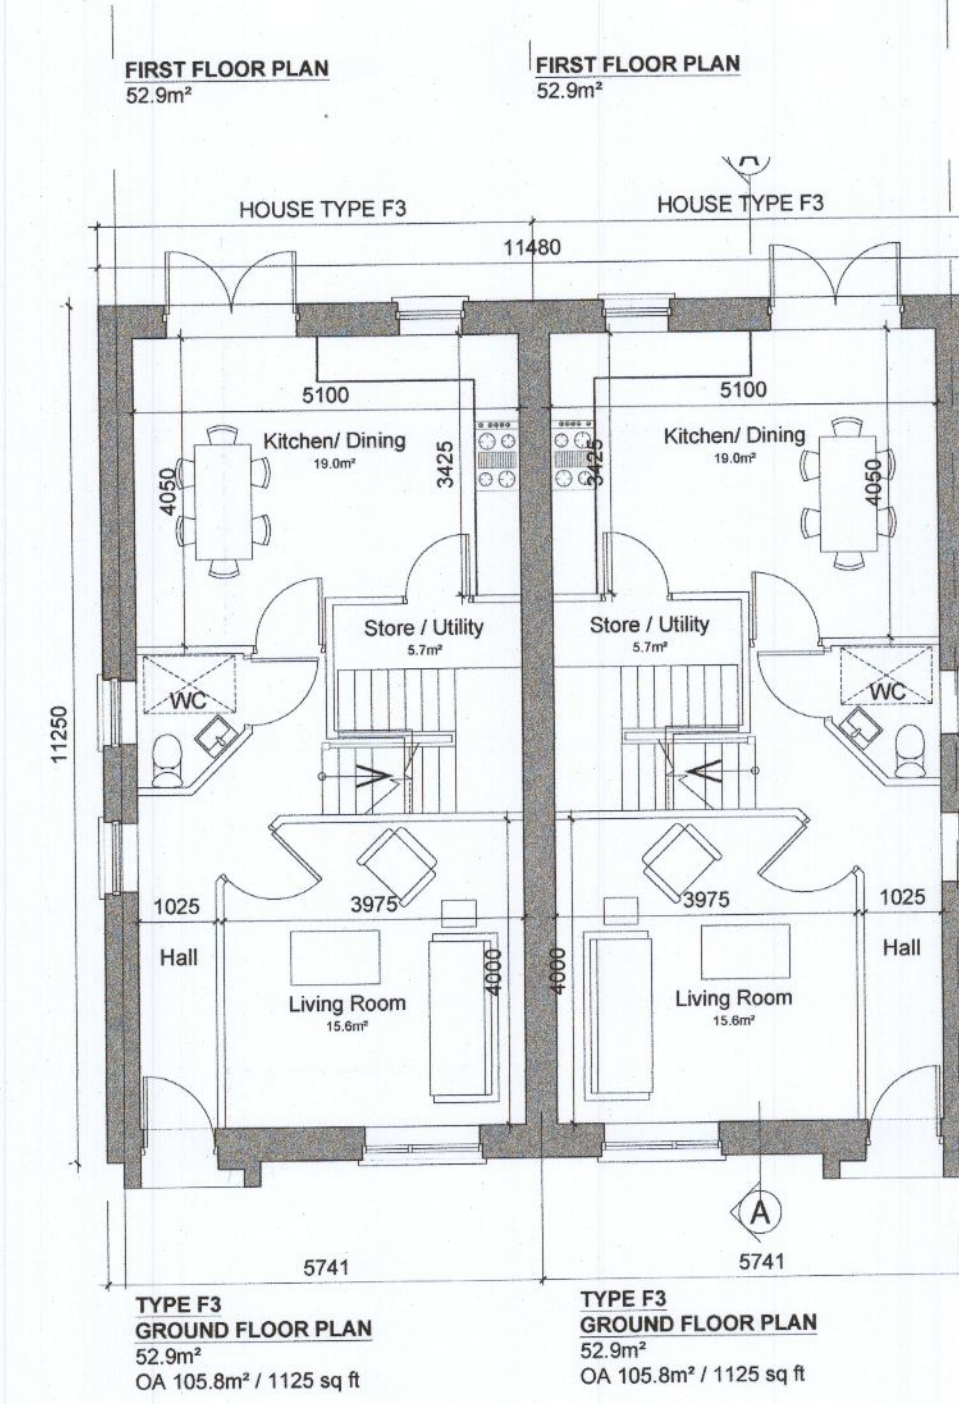 FIRST FLOOR PLAN
52.9m²
FIRST FLOOR PLAN
52.9m²
A
HOUSE TYPE F3
HOUSE TYPE F3
11480
5100
5100
Kitchen/ Dining
19.0m²
Kitchen/ Dining
19.0m²
4050
3425
3425
4050
Store / Utility
5.7m²
Store / Utility
5.7m²
WC
WC
11250
1025
3975
3975
1025
Hall
Hall
4000
4000
Living Room
15.6m²
Living Room
15.6m²
A
5741
5741
TYPE F3
GROUND FLOOR PLAN
52.9m²
OA 105.8m² / 1125 sq ft
TYPE F3
GROUND FLOOR PLAN
52.9m²
OA 105.8m² / 1125 sq ft